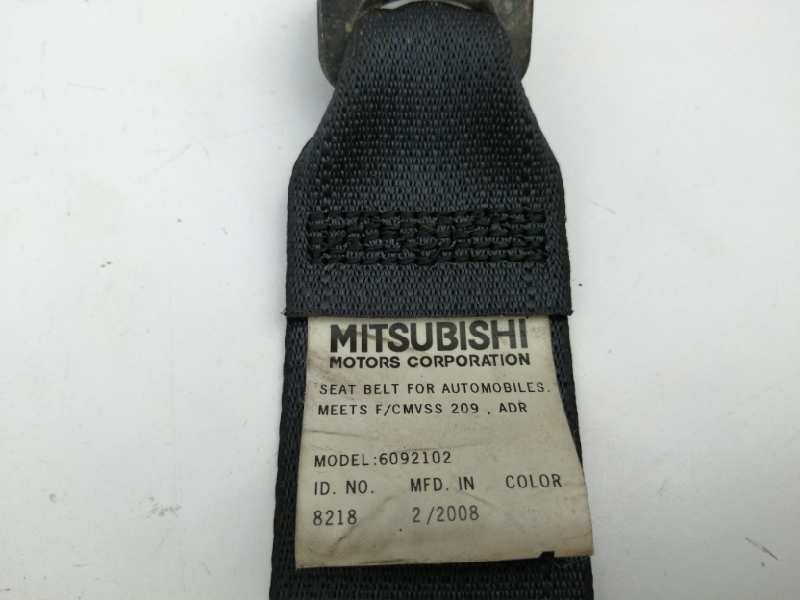 MITSUBISHI
MOTORS CORPORATION
SEAT BELT FOR AUTOMOBILES.
MEETS F/CMVSS 209 , ADR
MODEL:6092102
ID. NO. MFD. IN COLOR
8218 2/2008